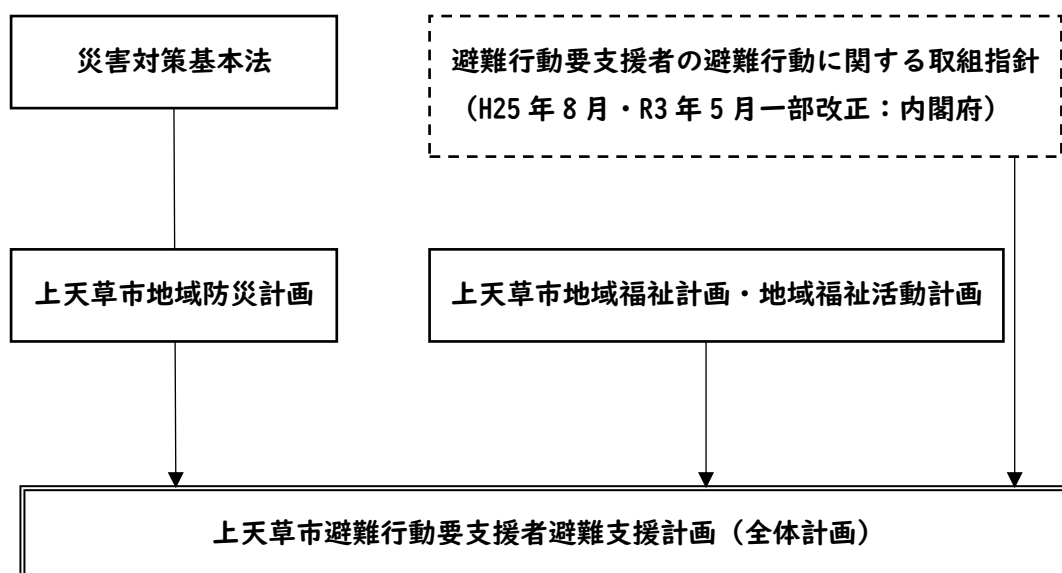 災害対策基本法
避難行動要支援者の避難行動に関する取組指針
（H25年8月・R3年5月一部改正：内閣府）
上天草市地域防災計画
上天草市地域福祉計画・地域福祉活動計画
上天草市避難行動要支援者避難支援計画（全体計画）